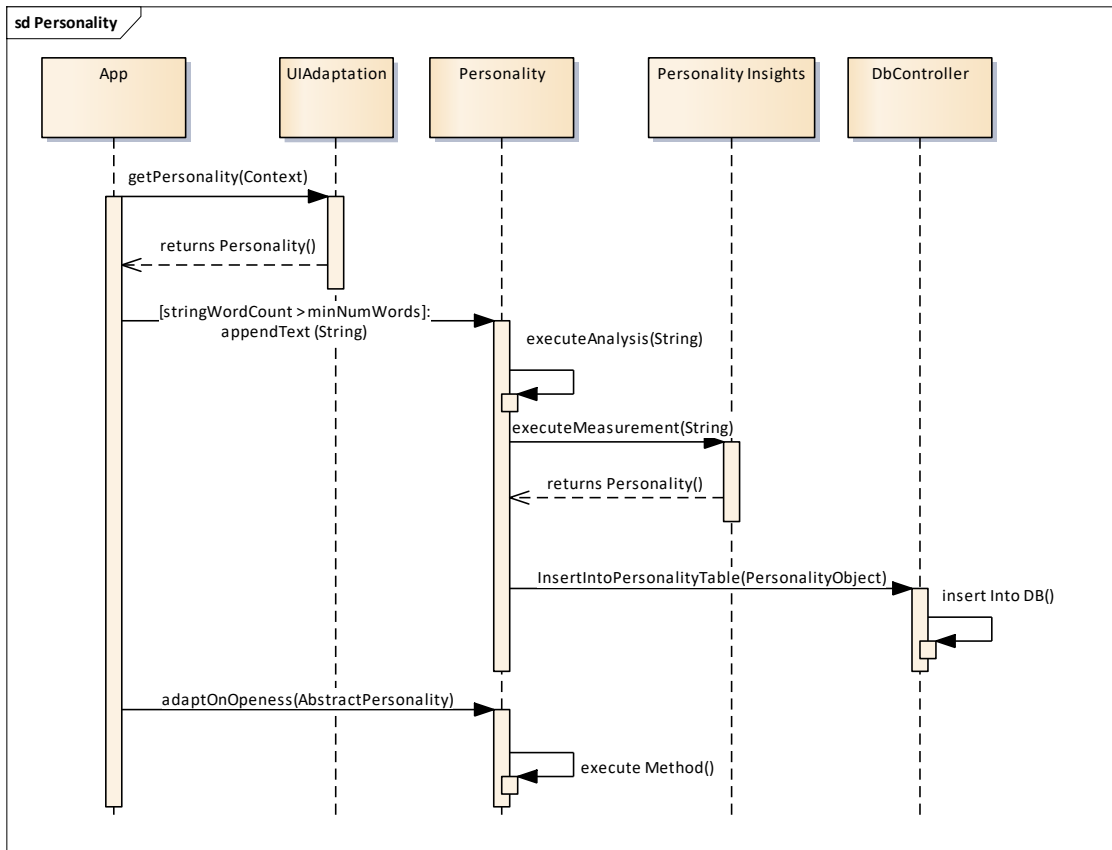 sd Personality
App
UIAdaptation
Personality
Personality Insights
DbController
getPersonality(Context)
returns Personality()
[stringWordCount > minNumWords]:
appendText (String)
executeAnalysis(String)
executeMeasurement(String)
returns Personality()
InsertIntoPersonalityTable(PersonalityObject)
insert Into DB()
adaptOnOpeness(AbstractPersonality)
execute Method()